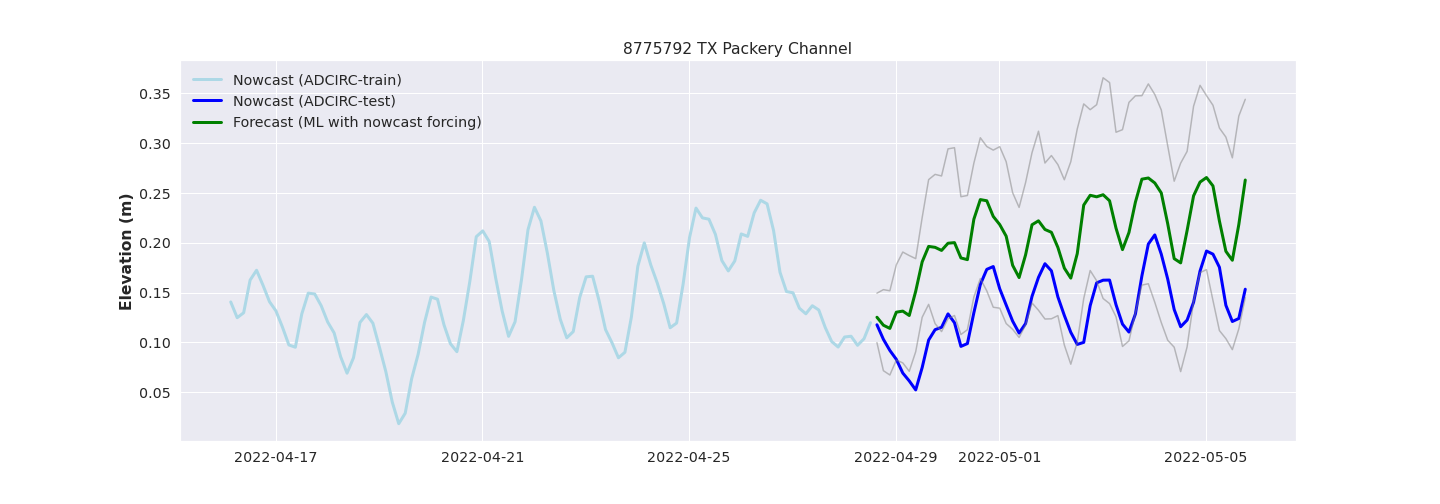 8775792 TX Packery Channel
Nowcast (ADCIRC-train)
Nowcast (ADCIRC-test)
Forecast (ML with nowcast forcing)
Elevation (m)
0.35
0.30
0.25
0.20
0.15
0.10
0.05
2022-04-17 2022-04-21 2022-04-25 2022-04-29 2022-05-01 2022-05-05